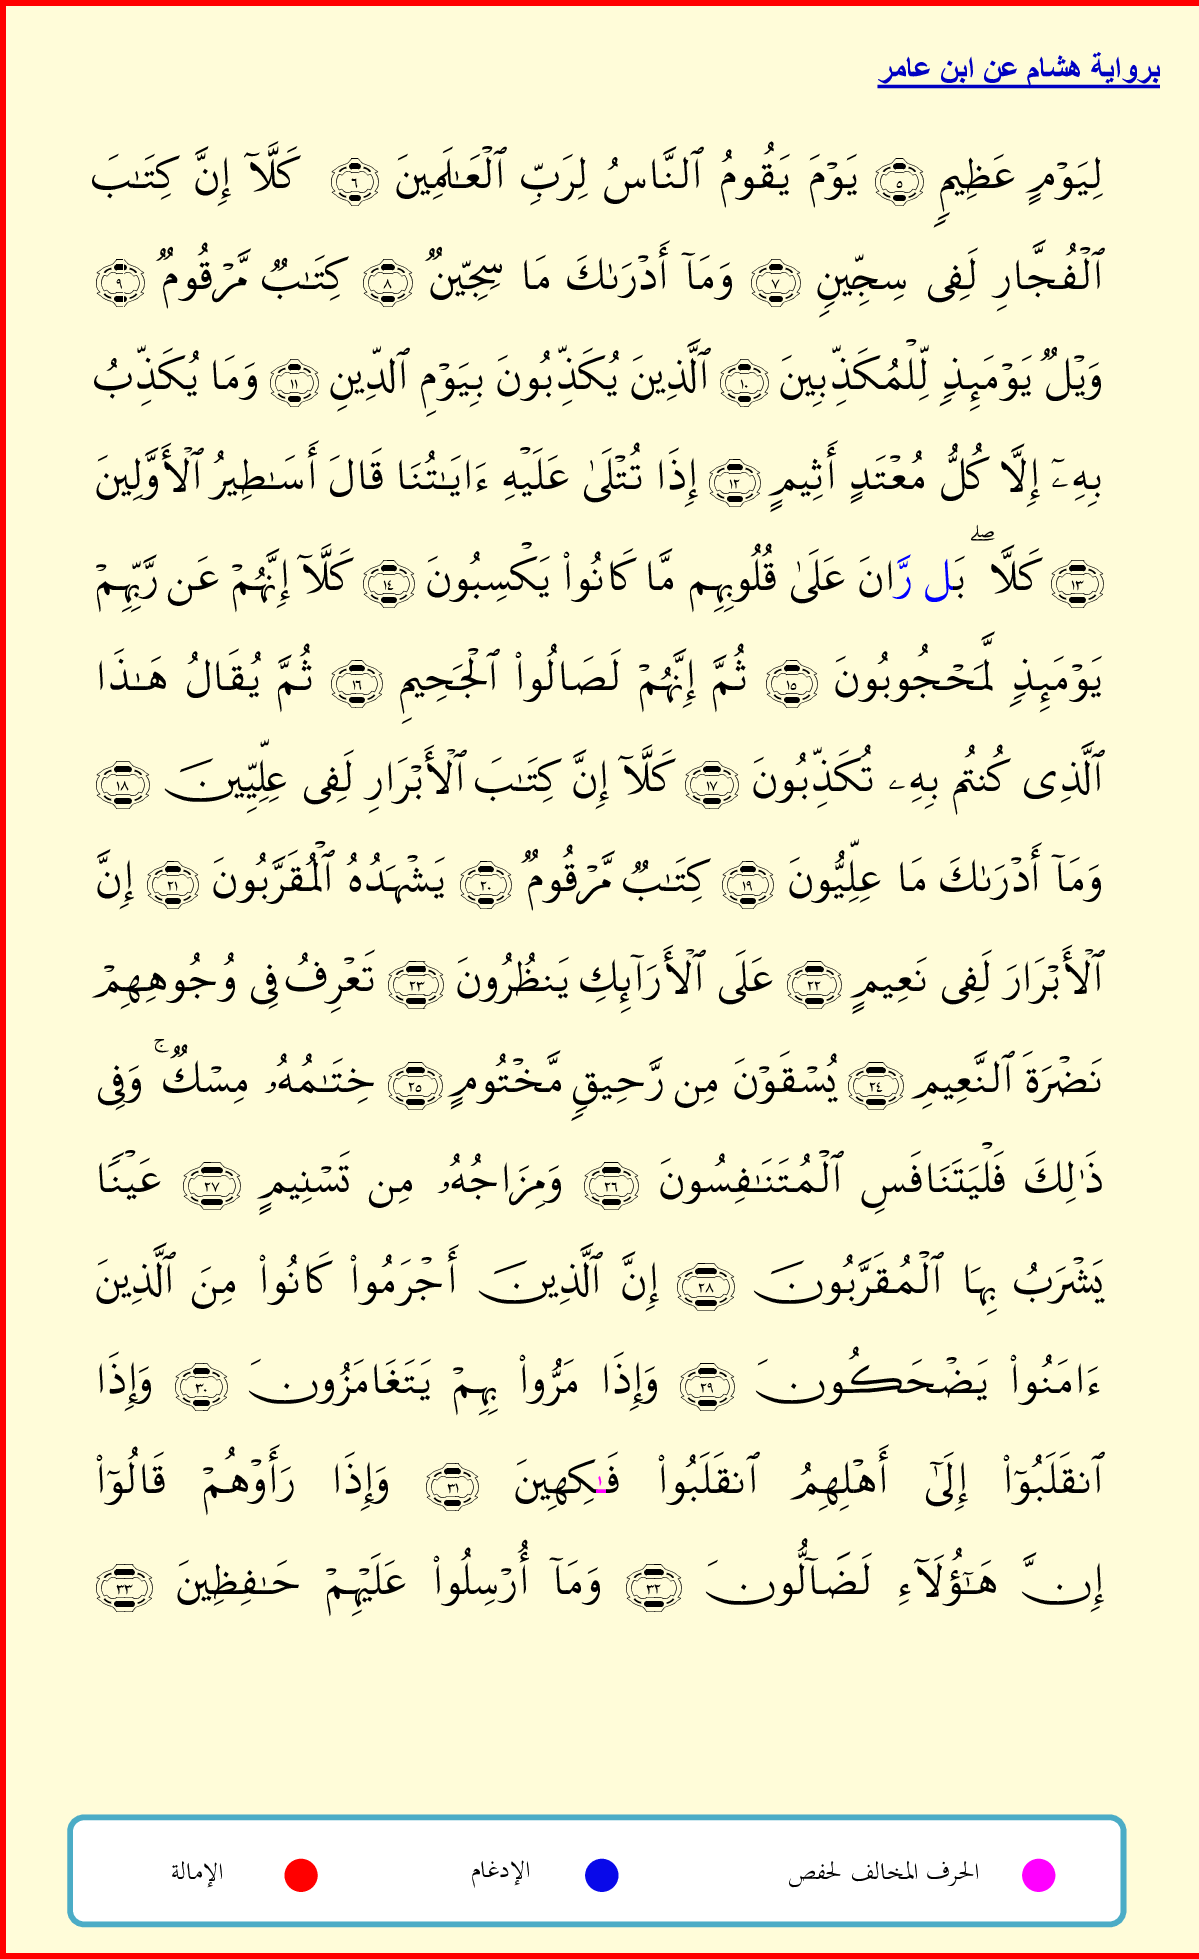 برواية هشام عن ابن عامر
لِيَوْمٍ عَظِيمٍ ٥ يَوْمَ يَقُومُ ٱلنَّاسُ لِرَبِّ ٱلْعَـٰلَمِينَ ٦ كَلَّآ إِنَّ كِتَـٰبَ
ٱلْفُجَّارِ لَفِى سِجِّينٍ ٧ وَمَآ أَدْرَىٰكَ مَا سِجِّينٌ ٨ كِتَـٰبٌ مَّرْقُومٌ ٩
وَيْلٌ يَوْمَئِذٍ لِّلْمُكَذِّبِينَ ١٠ ٱلَّذِينَ يُكَذِّبُونَ بِيَوْمِ ٱلدِّينِ ١١ وَمَا يُكَذِّبُ
بِهِۦٓ إِلَّا كُلُّ مُعْتَدٍ أَثِيمٍ ١٢ إِذَا تُتْلَىٰ عَلَيْهِ ءَايَـٰتُنَا قَالَ أَسَـٰطِيرُ ٱلْأَوَّلِينَ
١٣ كَلَّا ۖ بَل رَّانَ عَلَىٰ قُلُوبِهِم مَّا كَانُوا۟ يَكْسِبُونَ ١٤ كَلَّآ إِنَّهُمْ عَن رَّبِّهِمْ
يَوْمَئِذٍ لَّمَحْجُوبُونَ ١٥ ثُمَّ إِنَّهُمْ لَصَالُوا۟ ٱلْجَحِيمِ ١٦ ثُمَّ يُقَالُ هَـٰذَا
ٱلَّذِى كُنتُم بِهِۦ تُكَذِّبُونَ ١٧ كَلَّآ إِنَّ كِتَـٰبَ ٱلْأَبْرَارِ لَفِى عِلِّيِّينَ ١٨
وَمَآ أَدْرَىٰكَ مَا عِلِّيُّونَ ١٩ كِتَـٰبٌ مَّرْقُومٌ ٢٠ يَشْهَدُهُ ٱلْمُقَرَّبُونَ ٢١ إِنَّ
ٱلْأَبْرَارَ لَفِى نَعِيمٍ ٢٢ عَلَى ٱلْأَرَآئِكِ يَنظُرُونَ ٢٣ تَعْرِفُ فِى وُجُوهِهِمْ
نَضْرَةَ ٱلنَّعِيمِ ٢٤ يُسْقَوْنَ مِن رَّحِيقٍ مَّخْتُومٍ ٢٥ خِتَـٰمُهُۥ مِسْكٌ ۚ وَفِى
ذَٰلِكَ فَلْيَتَنَافَسِ ٱلْمُتَنَـٰفِسُونَ ٢٦ وَمِزَاجُهُۥ مِن تَسْنِيمٍ ٢٧ عَيْنًا
يَشْرَبُ بِهَا ٱلْمُقَرَّبُونَ ٢٨ إِنَّ ٱلَّذِينَ أَجْرَمُوا۟ كَانُوا۟ مِنَ ٱلَّذِينَ
ءَامَنُوا۟ يَضْحَكُونَ ٢٩ وَإِذَا مَرُّوا۟ بِهِمْ يَتَغَامَزُونَ ٣٠ وَإِذَا
ٱنقَلَبُوٓا۟ إِلَىٰٓ أَهْلِهِمُ ٱنقَلَبُوا۟ فَـٰكِهِينَ ٣١ وَإِذَا رَأَوْهُمْ قَالُوٓا۟
إِنَّ هَـٰٓؤُلَآءِ لَضَآلُّونَ ٣٢ وَمَآ أُرْسِلُوا۟ عَلَيْهِمْ حَـٰفِظِينَ ٣٣
الحرف المخالف لحفص الإدغام الإمالة